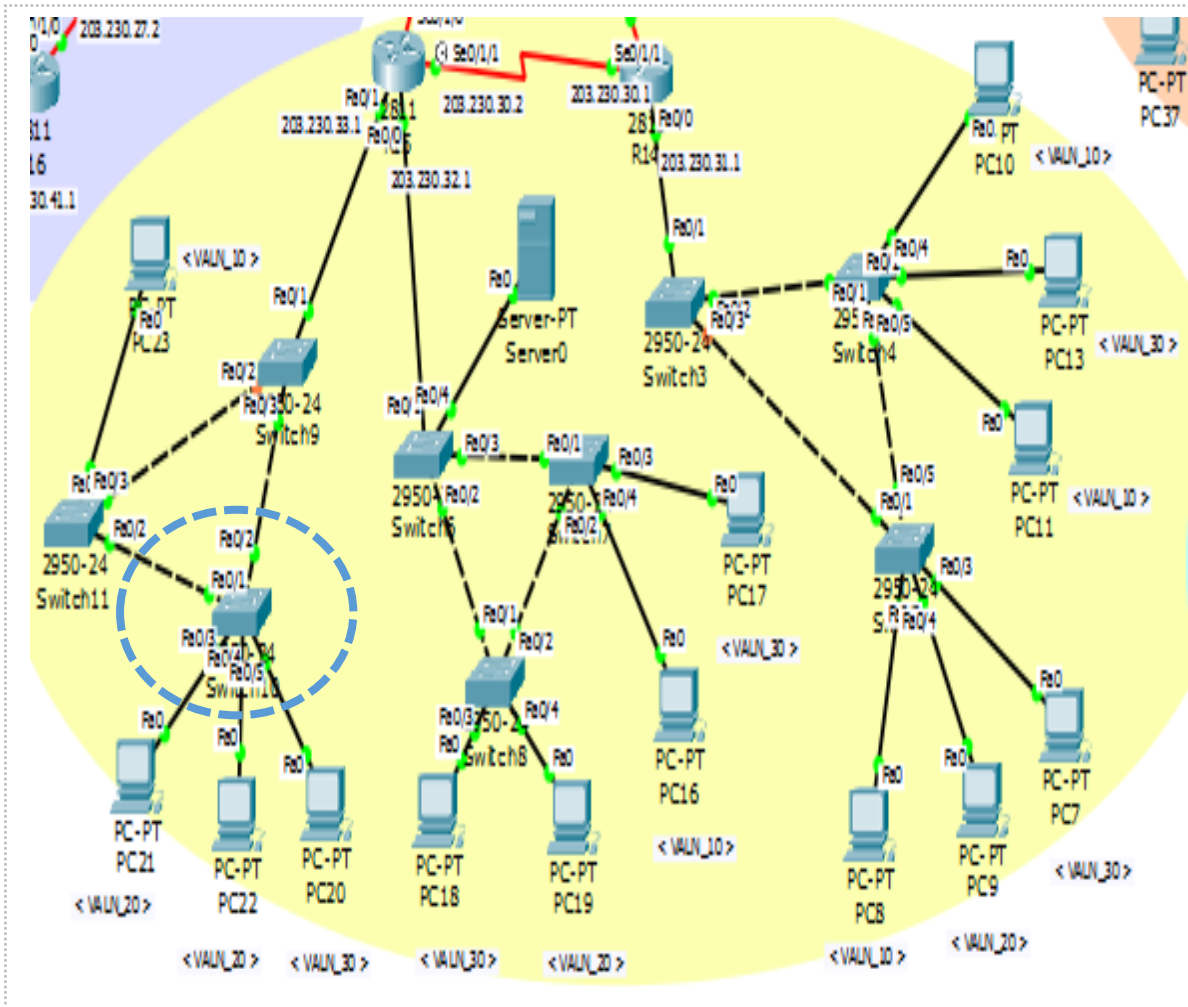 203.230.27.2
Se0/1/1
Se0/1/1
203.230.30.2
203.230.30.1
PC-PT
PC37
Fa0/1
203.230.33.1
Fa0/0
R14
203.230.31.1
203.230.32.1
30.41.1
Fa0
PT
PC10
< VALN_10 >
Fa0/1
Fa0/4
< VALN_10 >
PC-PT
Fa0
PC23
Fa0
Server-PT
Server0
2950-24
Switch3
Fa0/1
Fa0/5
Switch4
Fa0
PC-PT
PC13
< VALN_30 >
Fa0/1
Fa0/2
Fa0/3
Switch9
Fa0/4
Fa0/3
Fa0/2
Fa0/1
Fa0/3
Fa0/4
Fa0/2
Fa0
PC-PT
PC17
< VALN_30 >
Fa0
PC-PT
PC11
< VALN_10 >
Fa0/5
Fa0/1
Fa0/3
Fa0/4
Fa0/3
Fa0/2
2950-24
Switch11
Fa0/2
Fa0/1
Fa0/3
Fa0/5
Fa0/1
Fa0/2
Fa0/3
Fa0/4
Switch8
Fa0
PC-PT
PC16
< VALN_10 >
Fa0
PC-PT
PC21
< VALN_20 >
Fa0
PC-PT
PC22
< VALN_20 >
Fa0
PC-PT
PC20
< VALN_30 >
Fa0
PC-PT
PC18
< VALN_30 >
Fa0
PC-PT
PC19
< VALN_20 >
Fa0
PC-PT
PC8
< VALN_10 >
Fa0
PC-PT
PC9
< VALN_20 >
Fa0
PC-PT
PC7
< VALN_30 >